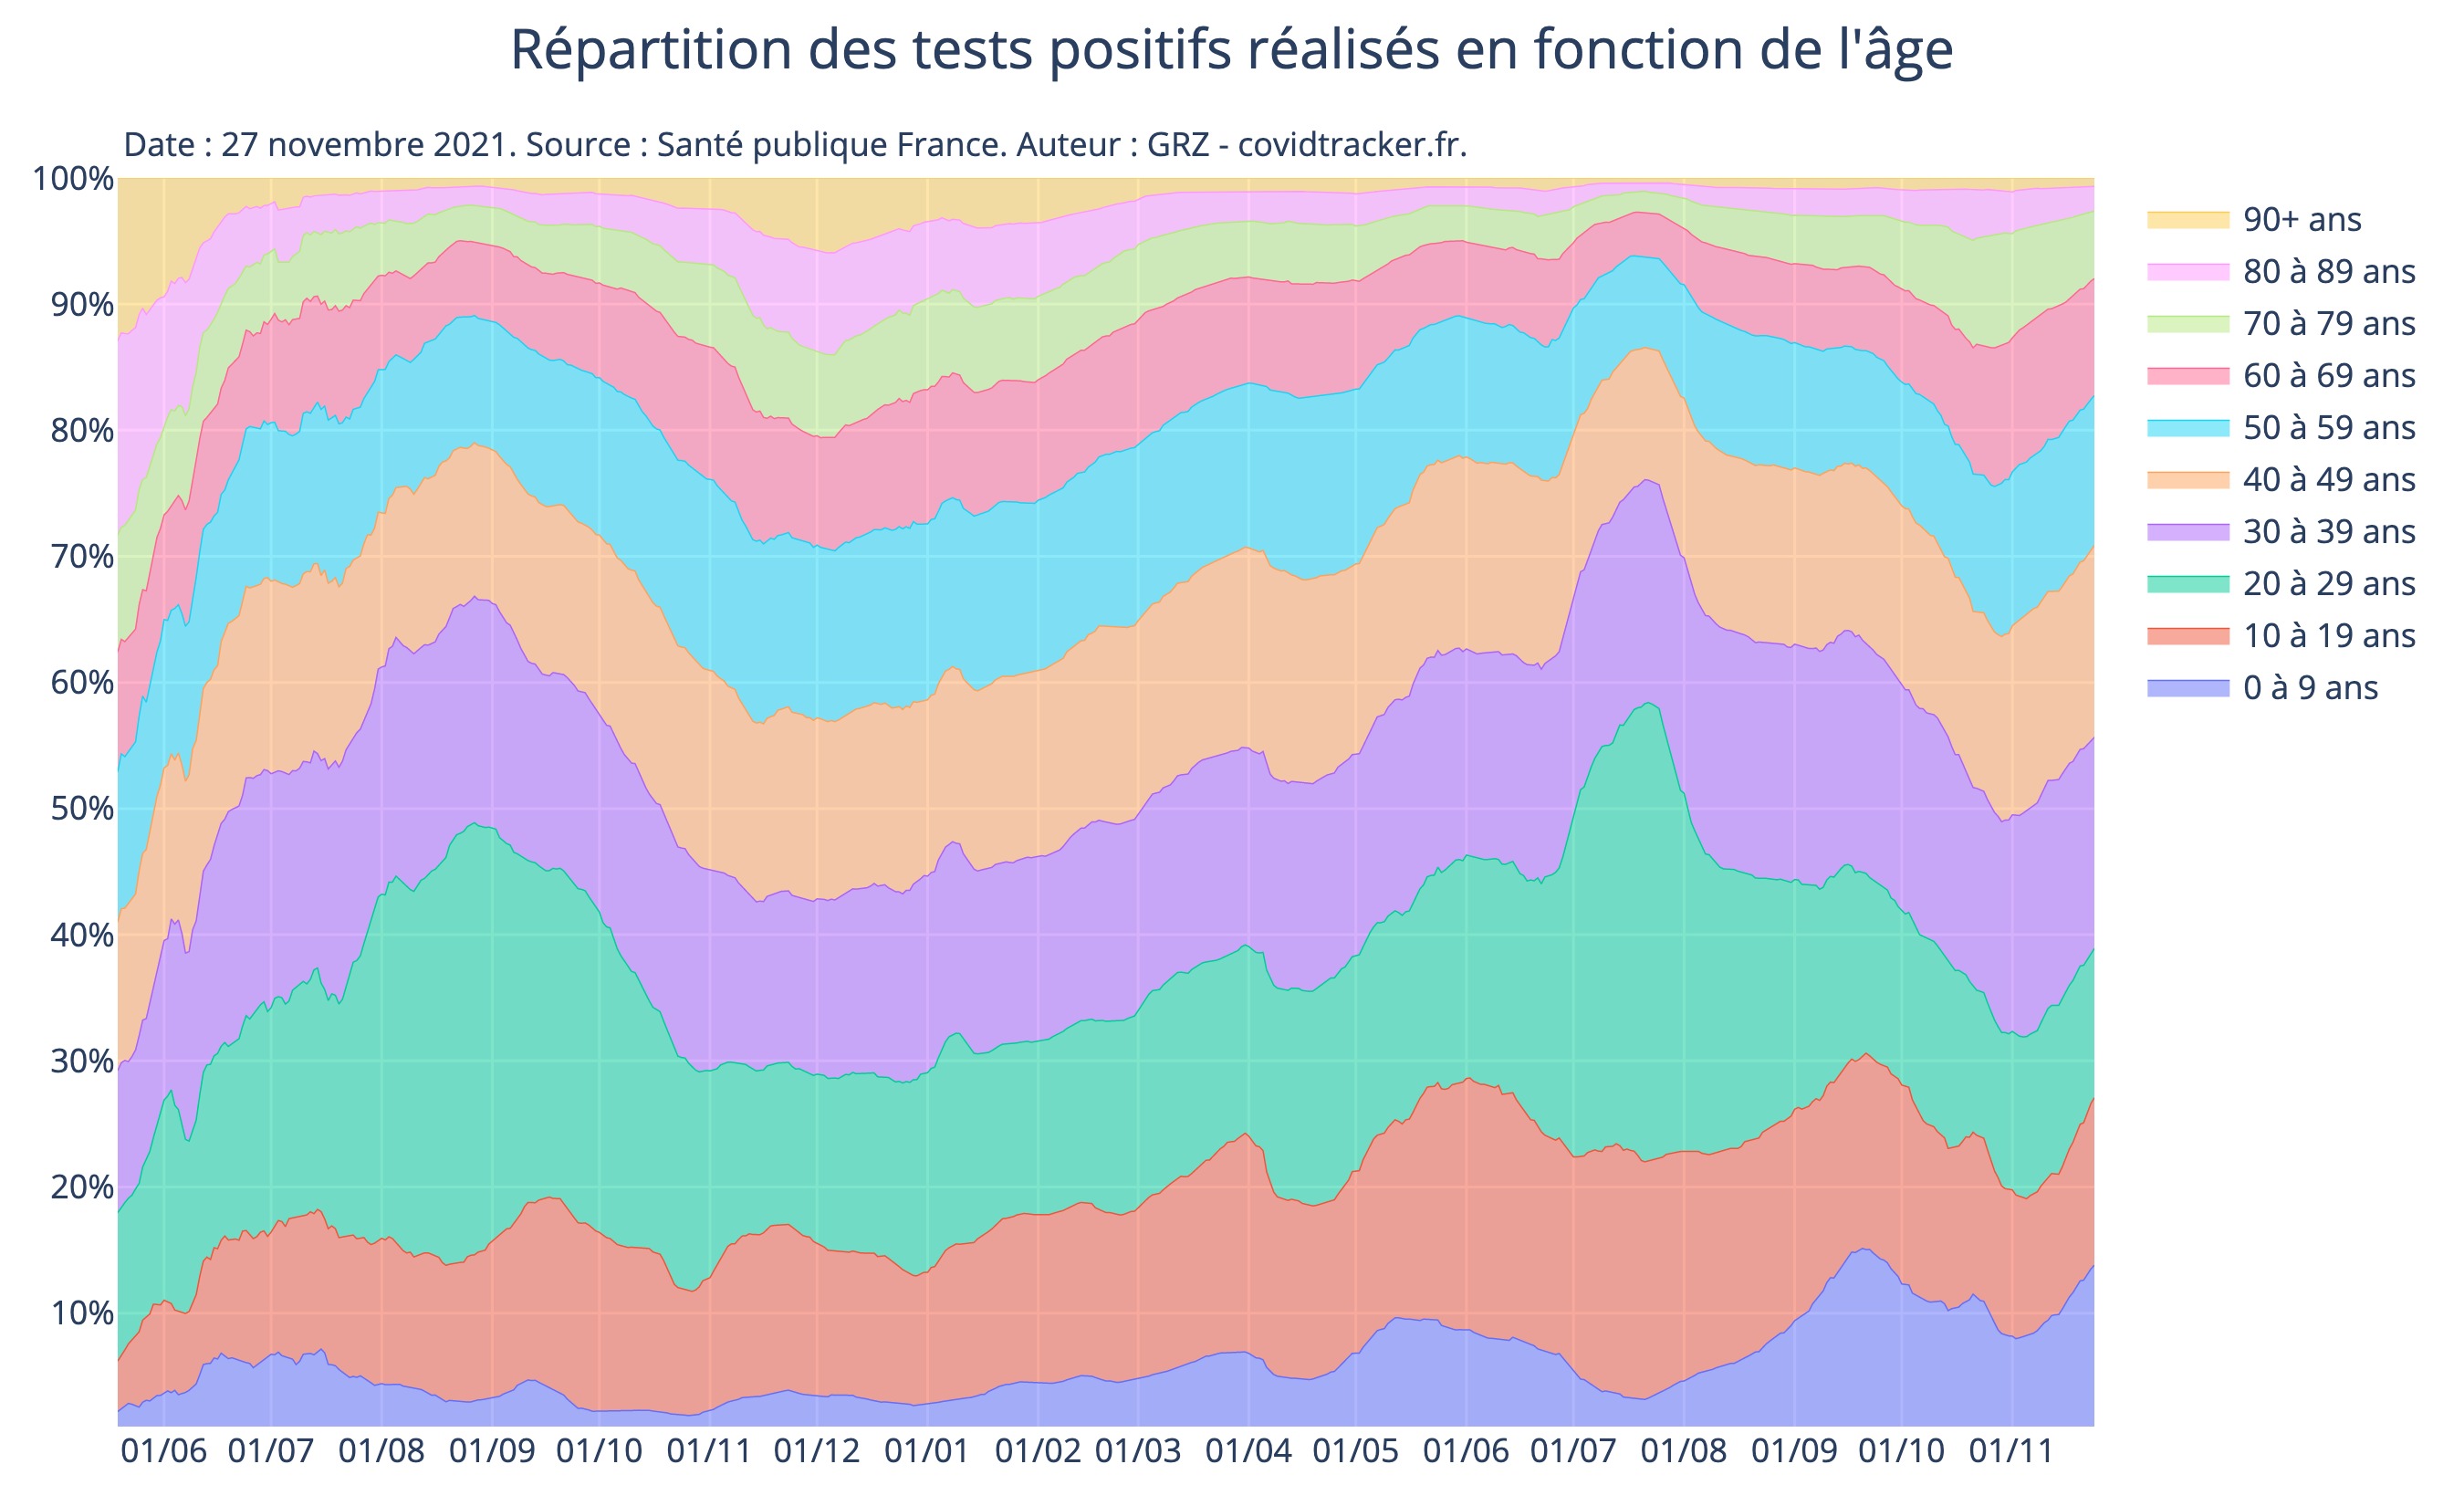 Répartition des tests positifs réalisés en fonction de l'âge
Date : 27 novembre 2021. Source : Santé publique France. Auteur : GRZ - covidtracker.fr.
100%
90%
80%
70%
60%
50%
40%
30%
20%
10%
01/06 01/07 01/08 01/09 01/10 01/11 01/12 01/01 01/02 01/03 01/04 01/05 01/06 01/07 01/08 01/09 01/10 01/11
90+ ans
80 à 89 ans
70 à 79 ans
60 à 69 ans
50 à 59 ans
40 à 49 ans
30 à 39 ans
20 à 29 ans
10 à 19 ans
0 à 9 ans